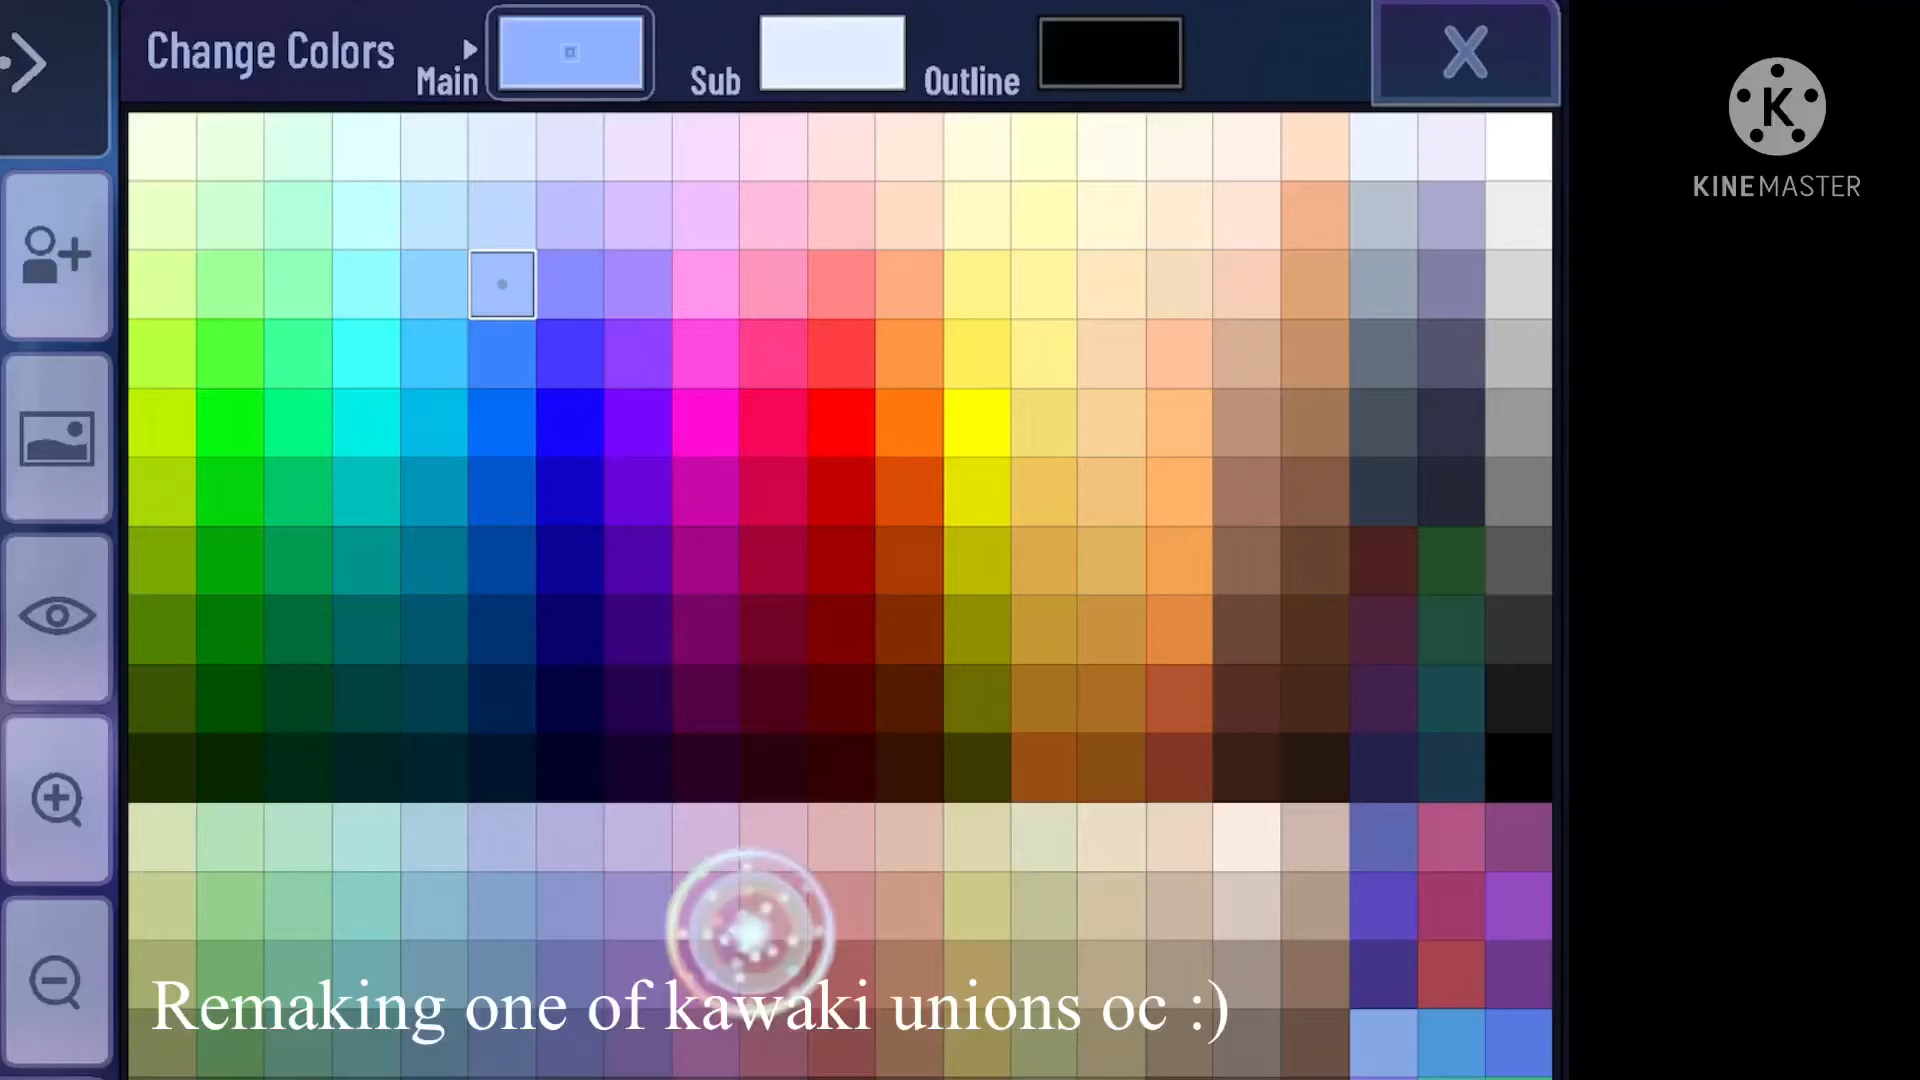 Change Colors
Main
Sub
Outline
X
K
KINEMASTER
Remaking one of kawaki unions oc :)